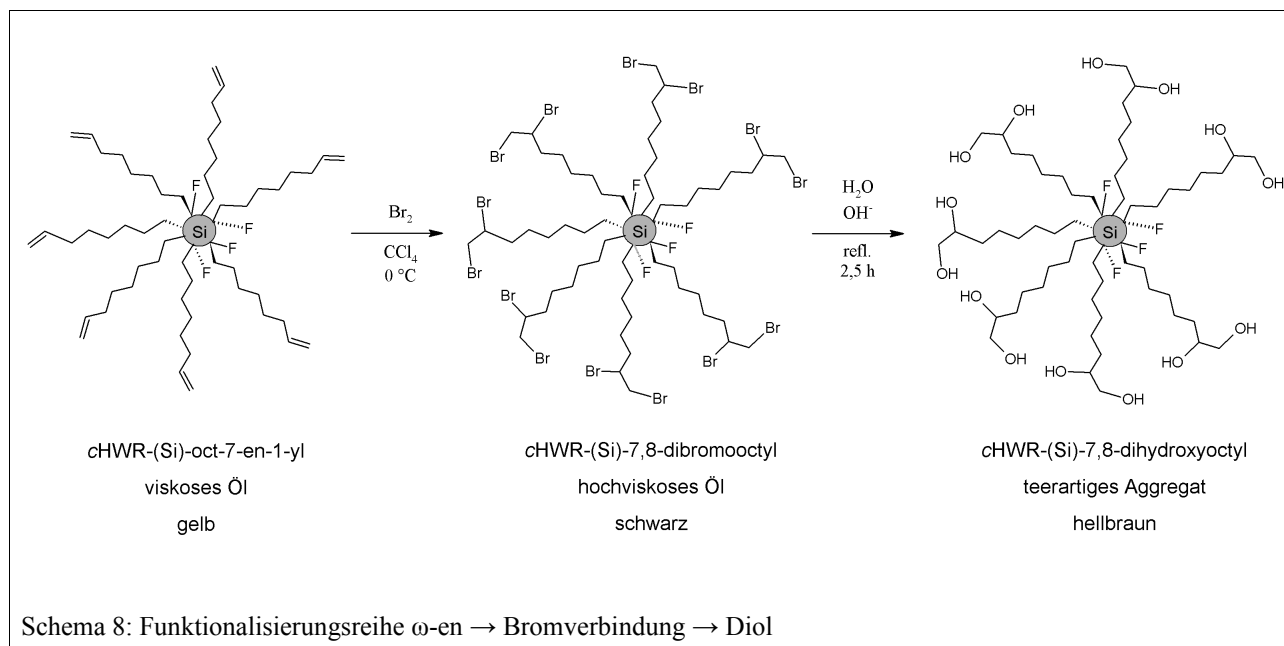 F
Si
F
F
F
Br₂
CCl₄
0 °C
Br
Br
Br
Br
Br
Br
Br
F
Si
F
F
F
Br
Br
Br
Br
Br
Br
Br
H₂O
OH⁻
refl.
2,5 h
HO
OH
OH
OH
HO
OH
HO
F
Si
F
F
F
OH
HO
OH
OH
HO
HO
OH
cHWR-(Si)-oct-7-en-1-yl
viskoses Öl
gelb
cHWR-(Si)-7,8-dibromooctyl
hochviskoses Öl
schwarz
cHWR-(Si)-7,8-dihydroxyoctyl
teerartiges Aggregat
hellbraun
Schema 8: Funktionalisierungsreihe ω-en → Bromverbindung → Diol